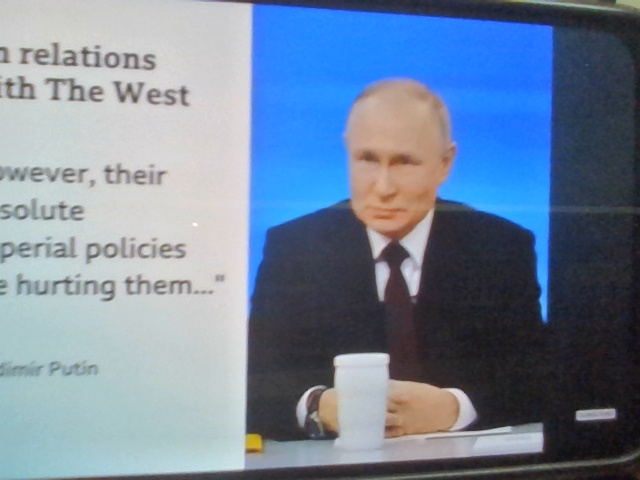 n relations
ith The West
owever, their
solute
perial policies
e hurting them..."
dimir Putin